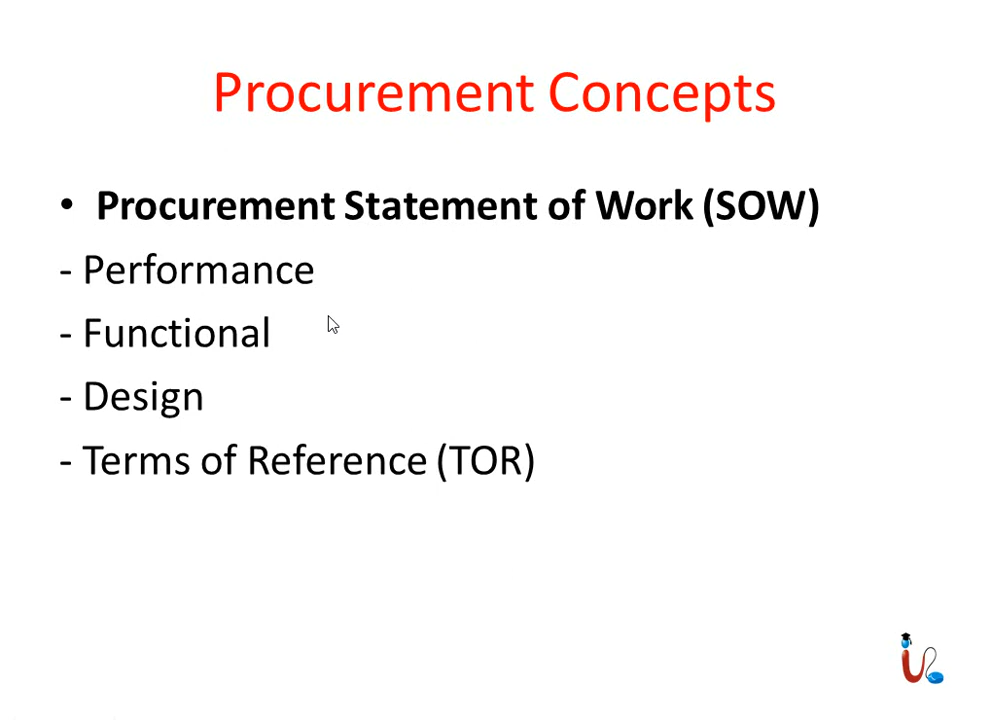 Procurement Concepts
• Procurement Statement of Work (SOW)
- Performance
- Functional
- Design
- Terms of Reference (TOR)